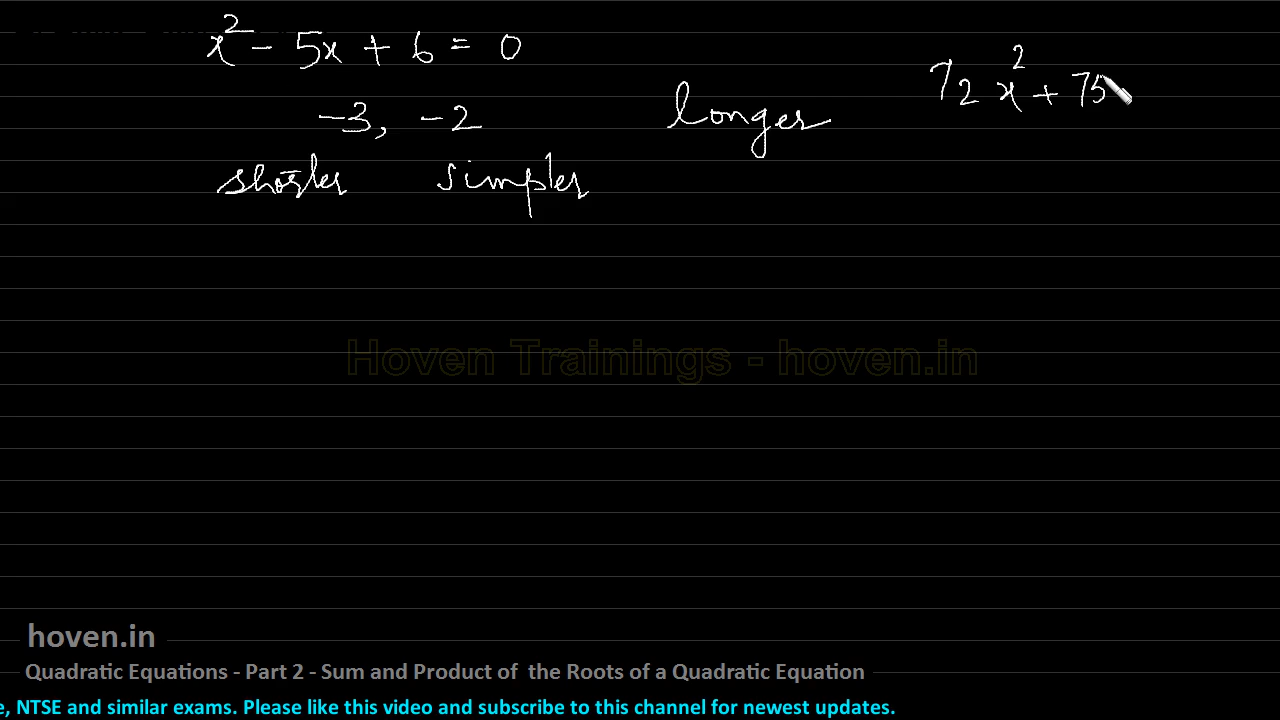 x² - 5x + 6 = 0
72x² + 75
-3, -2
longer
shorter simpler
Hoven Trainings - hoven.in
hoven.in
Quadratic Equations - Part 2 - Sum and Product of the Roots of a Quadratic Equation
e, NTSE and similar exams. Please like this video and subscribe to this channel for newest updates.